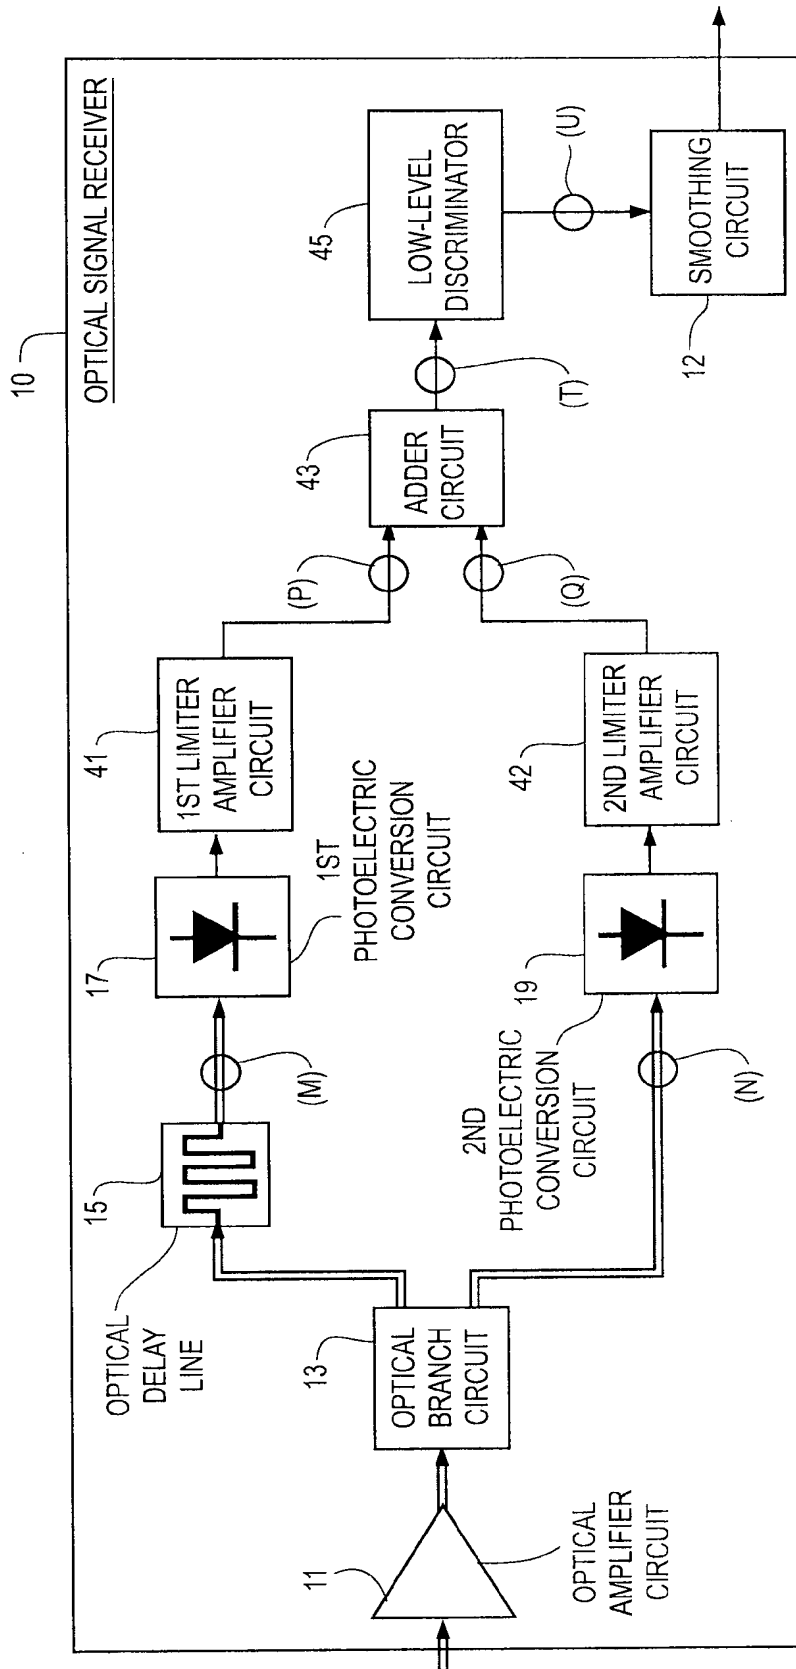 10
OPTICAL SIGNAL RECEIVER
11
OPTICAL
AMPLIFIER
CIRCUIT
13
OPTICAL
BRANCH
CIRCUIT
OPTICAL
DELAY
LINE
15
(M)
17
1ST
PHOTOELECTRIC
CONVERSION
CIRCUIT
41
1ST LIMITER
AMPLIFIER
CIRCUIT
(P)
2ND
PHOTOELECTRIC
CONVERSION
CIRCUIT
(N)
19
42
2ND LIMITER
AMPLIFIER
CIRCUIT
(Q)
43
ADDER
CIRCUIT
(T)
45
LOW-LEVEL
DISCRIMINATOR
(U)
12
SMOOTHING
CIRCUIT